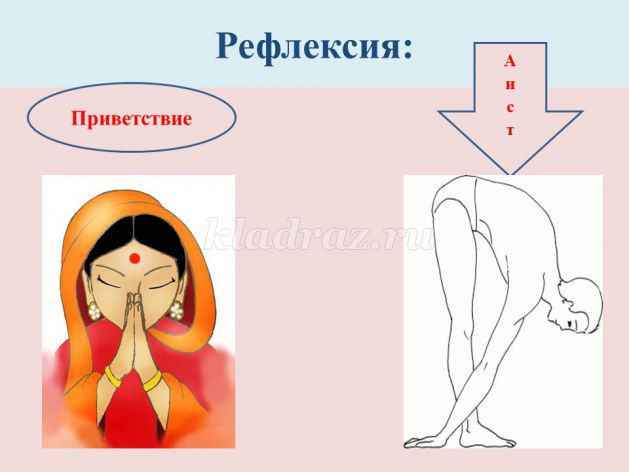 Рефлексия:
Приветствие
А
и
с
т
kladraz.ru